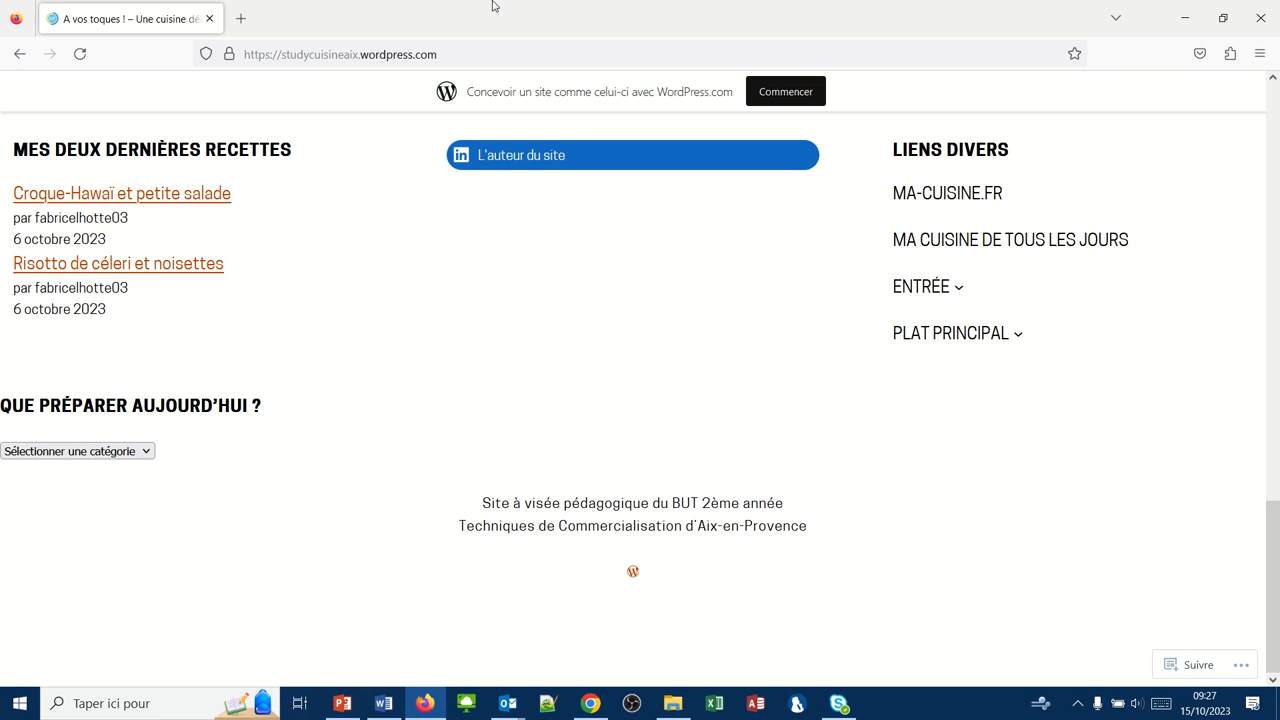 A vos toques ! – Une cuisine dé
https://studycuisineaix.wordpress.com
Concevoir un site comme celui-ci avec WordPress.com
Commencer
MES DEUX DERNIÈRES RECETTES
Croque-Hawaï et petite salade
par fabricelhotte03
6 octobre 2023
Risotto de céleri et noisettes
par fabricelhotte03
6 octobre 2023
L'auteur du site
LIENS DIVERS
MA-CUISINE.FR
MA CUISINE DE TOUS LES JOURS
ENTRÉE
PLAT PRINCIPAL
QUE PRÉPARER AUJOURD’HUI ?
Sélectionner une catégorie
Site à visée pédagogique du BUT 2ème année
Techniques de Commercialisation d’Aix-en-Provence
Suivre
Taper ici pour
09:27
15/10/2023